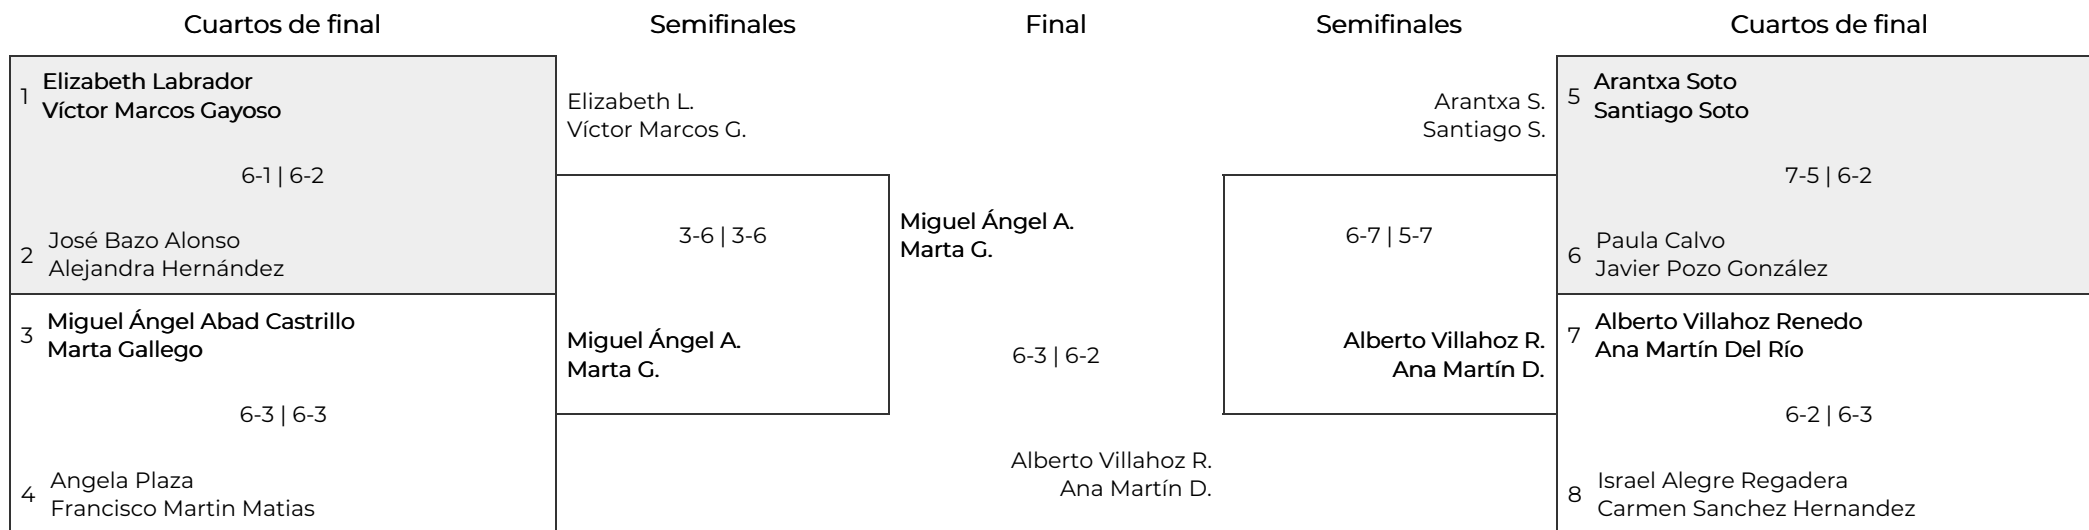 Cuartos de final
Semifinales
Final
Semifinales
Cuartos de final
1
Elizabeth Labrador
Víctor Marcos Gayoso
6-1 | 6-2
2
José Bazo Alonso
Alejandra Hernández
3
Miguel Ángel Abad Castrillo
Marta Gallego
6-3 | 6-3
4
Angela Plaza
Francisco Martin Matias
Elizabeth L.
Víctor Marcos G.
3-6 | 3-6
Miguel Ángel A.
Marta G.
Miguel Ángel A.
Marta G.
6-3 | 6-2
Alberto Villahoz R.
Ana Martín D.
Arantxa S.
Santiago S.
6-7 | 5-7
Alberto Villahoz R.
Ana Martín D.
5
Arantxa Soto
Santiago Soto
7-5 | 6-2
6
Paula Calvo
Javier Pozo González
7
Alberto Villahoz Renedo
Ana Martín Del Río
6-2 | 6-3
8
Israel Alegre Regadera
Carmen Sanchez Hernandez